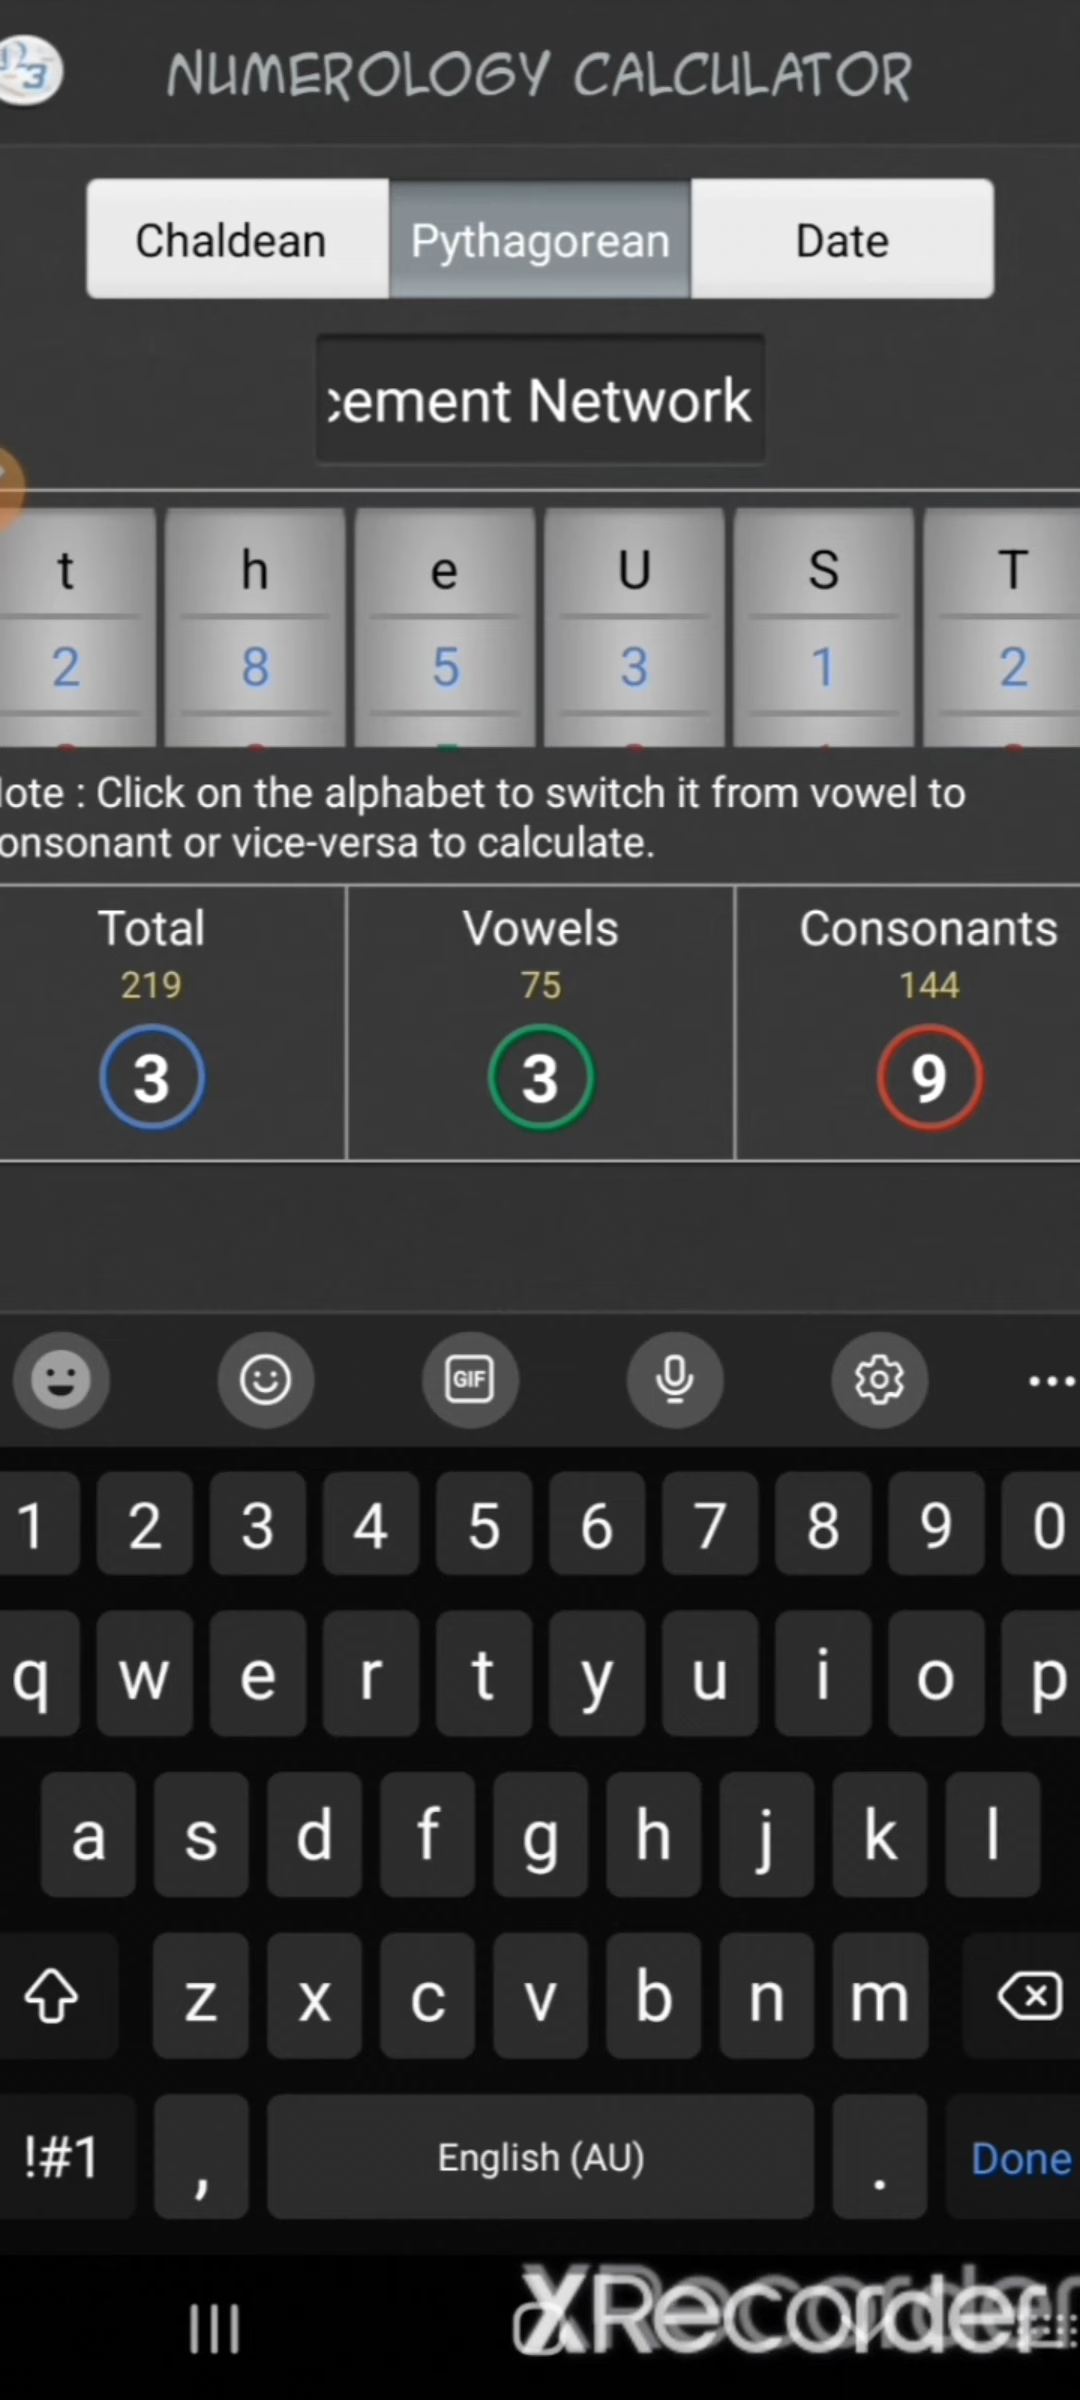 NUMEROLOGY CALCULATOR
Chaldean Pythagorean Date
cement Network
t h e U S T
2 8 5 3 1 2
ote : Click on the alphabet to switch it from vowel to
onsonant or vice-versa to calculate.
Total Vowels Consonants
219 75 144
3 3 9
GIF
1 2 3 4 5 6 7 8 9 0
q w e r t y u i o p
a s d f g h j k l
z x c v b n m
!#1 , English (AU) . Done
XRecorder